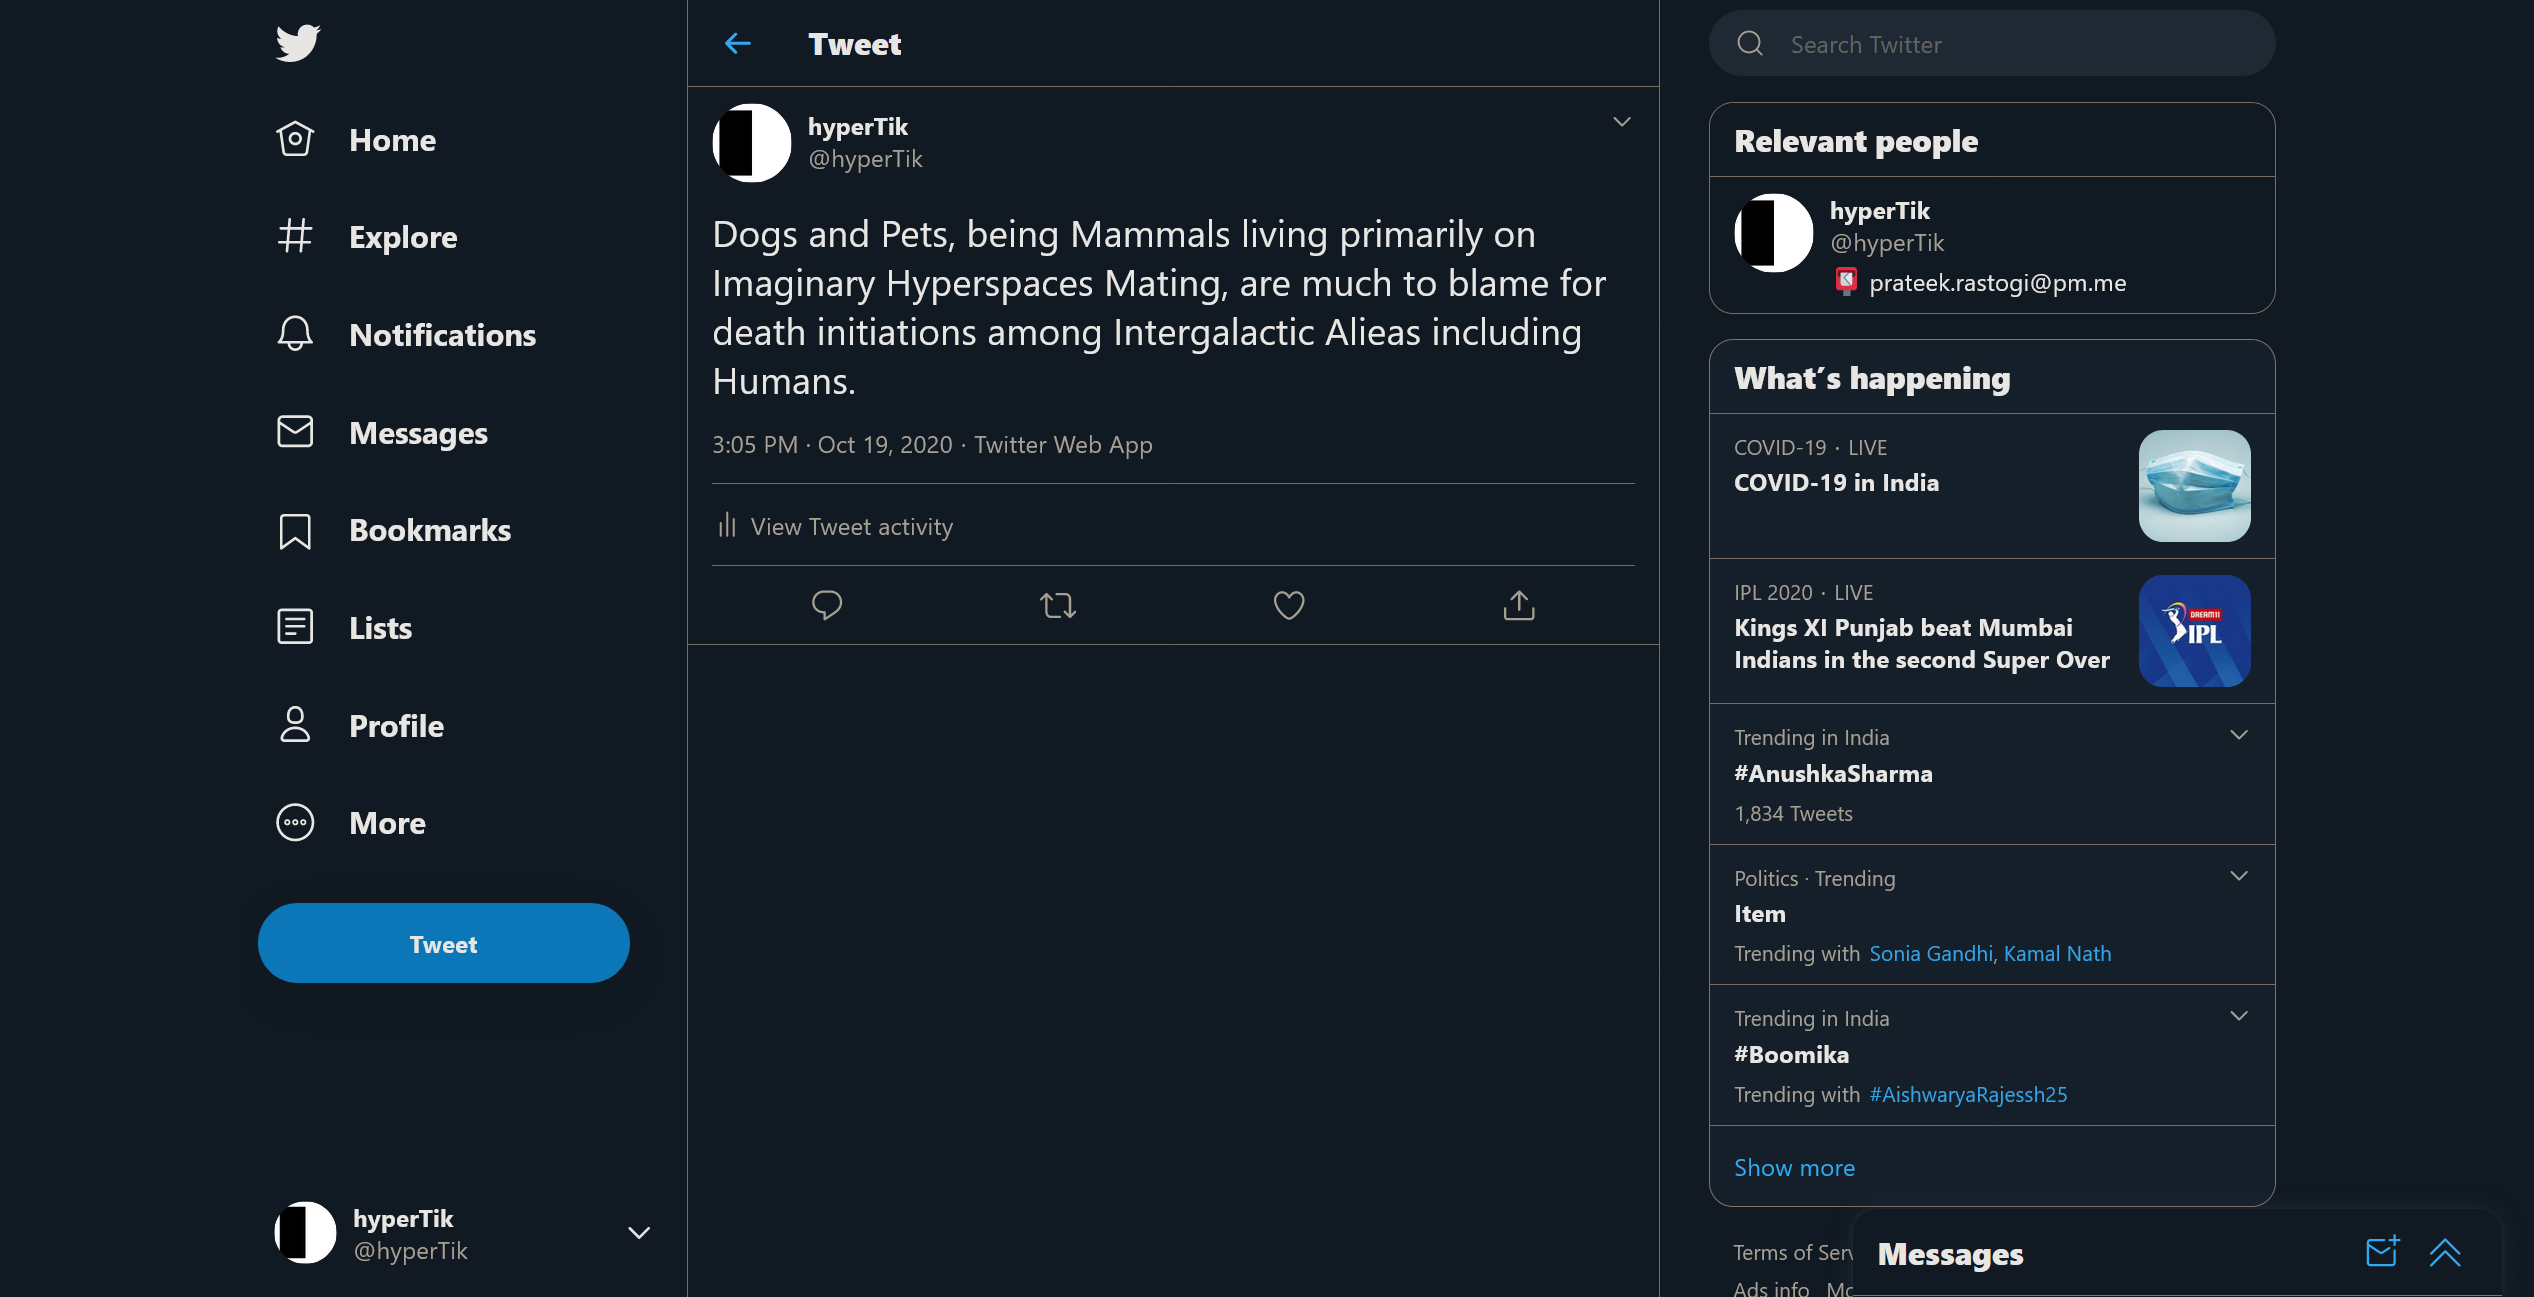 Home
Explore
Notifications
Messages
Bookmarks
Lists
Profile
More
Tweet
hyperTik
@hyperTik
Tweet
hyperTik
@hyperTik
Dogs and Pets, being Mammals living primarily on
Imaginary Hyperspaces Mating, are much to blame for
death initiations among Intergalactic Alieas including
Humans.
3:05 PM · Oct 19, 2020 · Twitter Web App
View Tweet activity
Search Twitter
Relevant people
hyperTik
@hyperTik
prateek.rastogi@pm.me
What's happening
COVID-19 · LIVE
COVID-19 in India
IPL 2020 · LIVE
Kings XI Punjab beat Mumbai
Indians in the second Super Over
DREAM11
IPL
Trending in India
#AnushkaSharma
1,834 Tweets
Politics · Trending
Item
Trending with Sonia Gandhi, Kamal Nath
Trending in India
#Boomika
Trending with #AishwaryaRajessh25
Show more
Terms of
Ads info
Messages